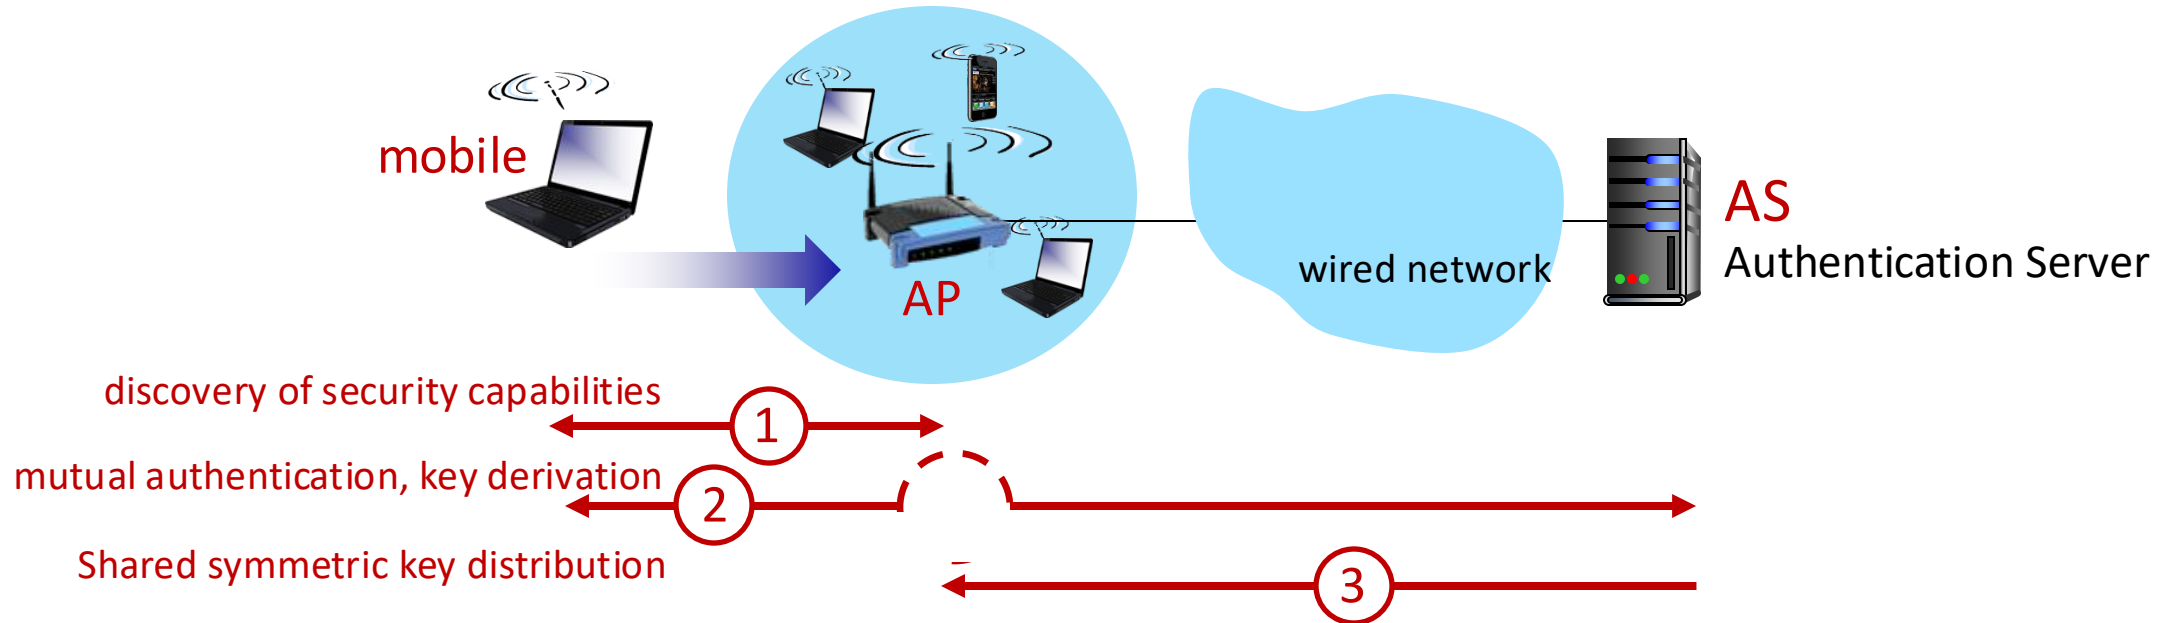 mobile
AP
wired network
AS
Authentication Server
discovery of security capabilities
1
mutual authentication, key derivation
2
Shared symmetric key distribution
3